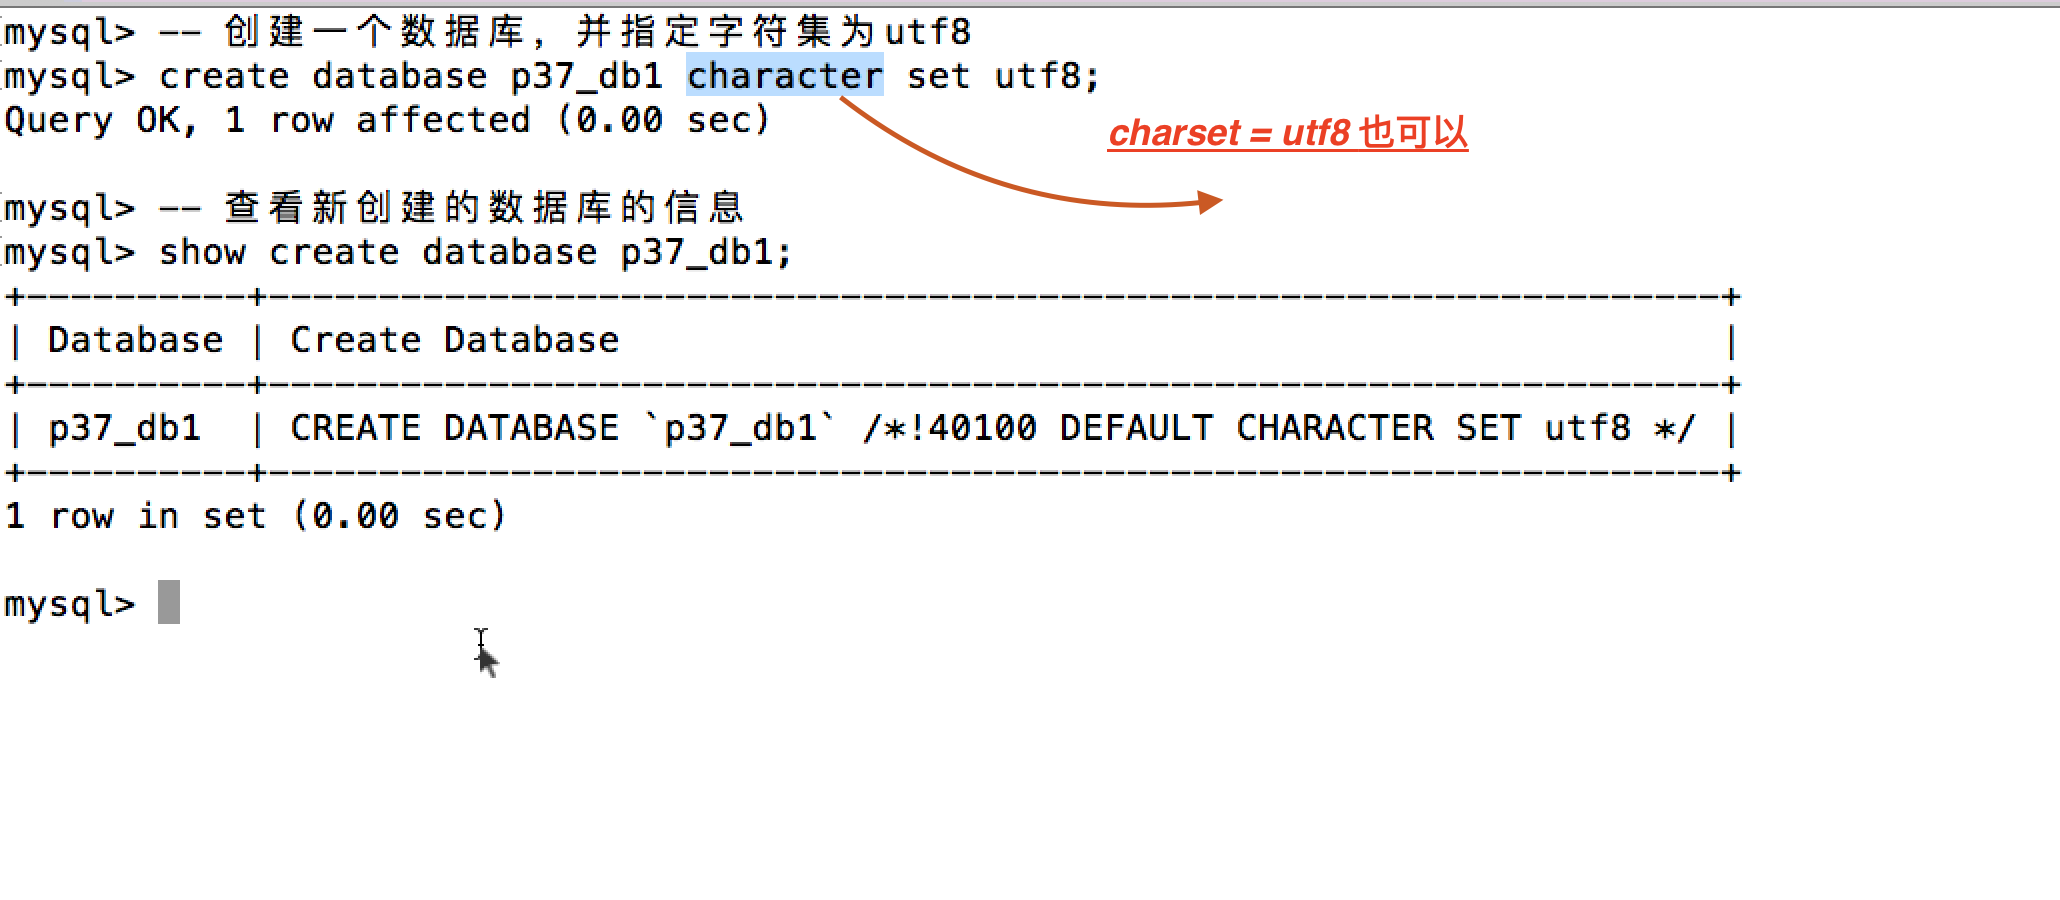 mysql> -- 创建一个数据库，并指定字符集为utf8
mysql> create database p37_db1 character set utf8;
Query OK, 1 row affected (0.00 sec)
charset = utf8 也可以
mysql> -- 查看新创建的数据库的信息
mysql> show create database p37_db1;
+----------+------------------------------------------------------------------+
| Database | Create Database                                                  |
+----------+------------------------------------------------------------------+
| p37_db1  | CREATE DATABASE `p37_db1` /*!40100 DEFAULT CHARACTER SET utf8 */ |
+----------+------------------------------------------------------------------+
1 row in set (0.00 sec)
mysql>